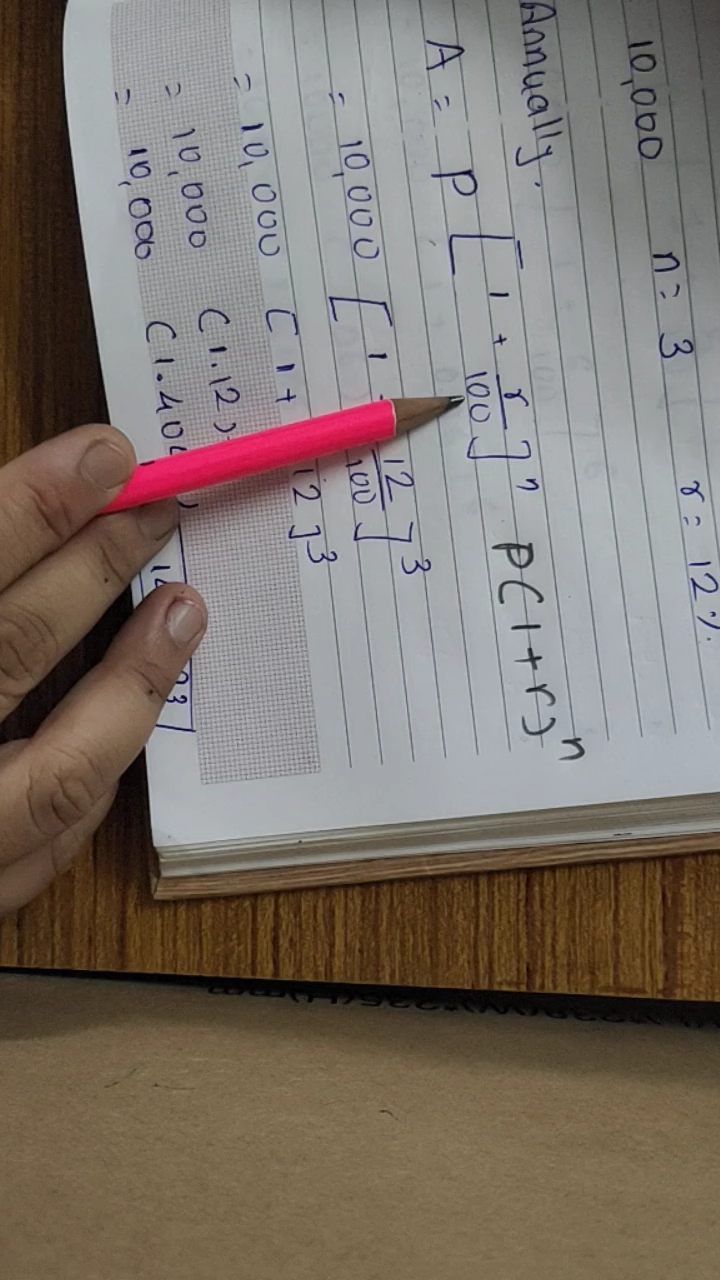 10,000 n = 3 r = 12%
Annually.
A = P [ 1 + r/100 ]ⁿ P(1+r)ⁿ
= 10,000 [ 1 12/100 ]³
= 10,000 [ 1 + 12 ]³
= 10,000 (1.12)
= 10,000 (1.40